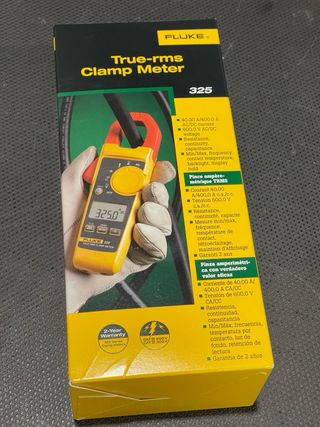 FLUKE®
True-rms
Clamp Meter
325
40.00 A/400.0 A
AC/DC current
600.0 V AC/DC
voltage
Resistance,
continuity,
capacitance
Min/Max, frequency,
contact temperature,
backlight, display
hold
Pince ampère-
métrique TRMS
Courant 40,00
A/400,0 A c.a./c.c.
Tension 600,0 V
c.a./c.c.
Résistance,
continuité, capacité
Mesure min/max,
fréquence,
température de
contact,
rétroéclairage,
maintien d'affichage
Garanti 2 ans
Pinza amperimétri-
ca con verdadero
valor eficaz
Corriente de 40,00 A/
400,0 A CA/CC
Tensión de 600,0 V
CA/CC
Resistencia,
continuidad,
capacitancia
Min/Máx, frecuencia,
temperatura por
contacto, luz de
fondo, retención de
lectura
Garantía de 2 años
325.0
FLUKE 325
2-Year
Warranty